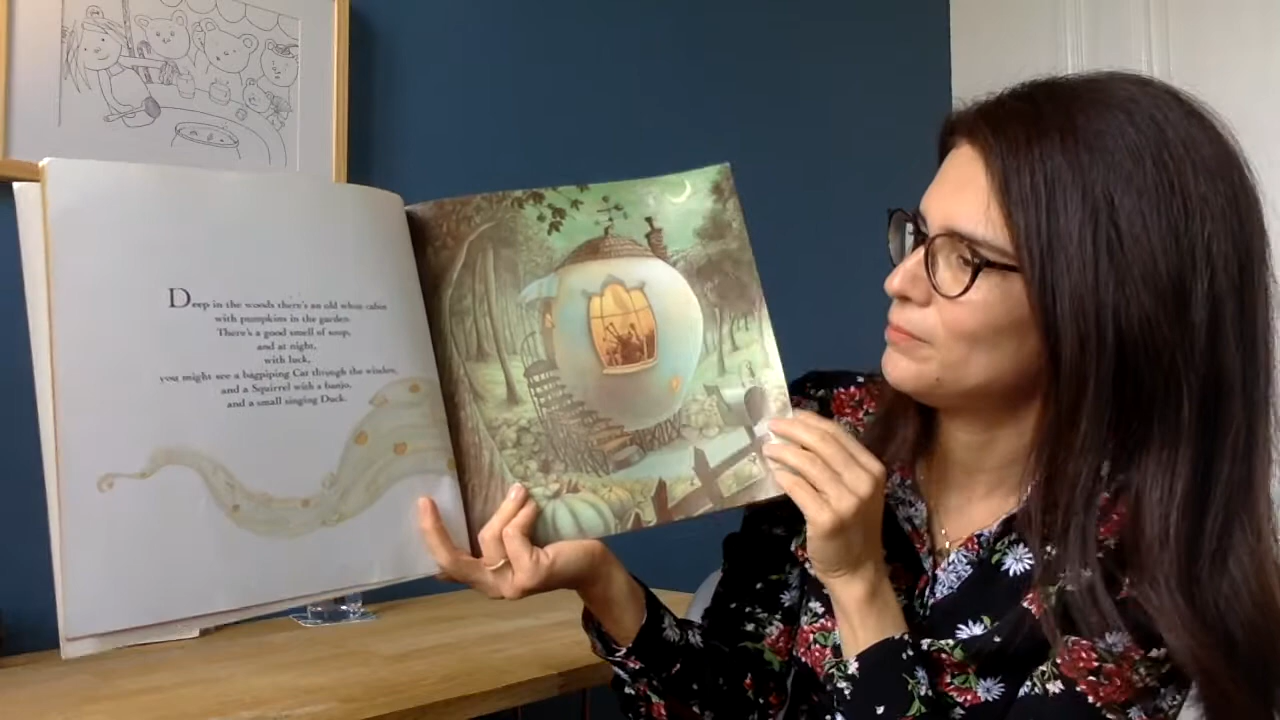 Deep in the woods there's an old white cabin
with pumpkins in the garden.
There's a good smell of soup,
and at night,
with luck,
you might see a bagpiping Cat through the window,
and a Squirrel with a banjo,
and a small singing Duck.